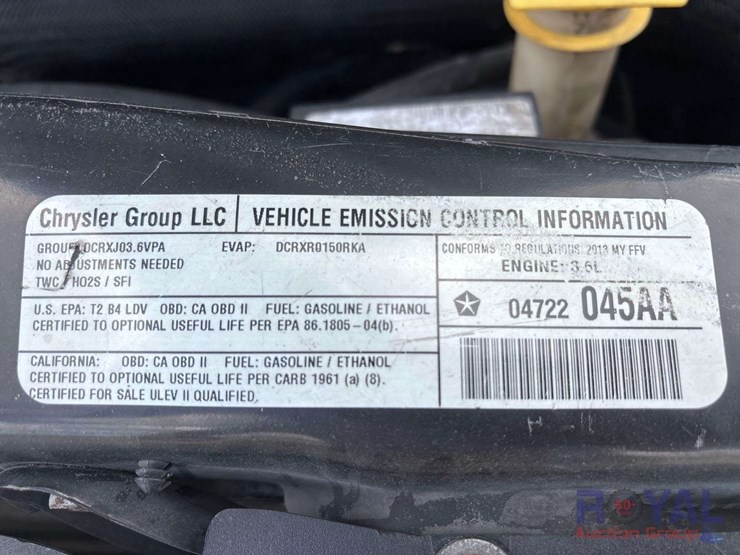 Chrysler Group LLC | VEHICLE EMISSION CONTROL INFORMATION
GROUP: DCRXJ03.6VPA EVAP: DCRXR0150RKA
NO ADJUSTMENTS NEEDED
TWC / HO2S / SFI
CONFORMS TO REGULATIONS: 2013 MY FFV
ENGINE: 3.6L
U.S. EPA: T2 B4 LDV OBD: CA OBD II FUEL: GASOLINE / ETHANOL
CERTIFIED TO OPTIONAL USEFUL LIFE PER EPA 86.1805-04(b).
04722 045AA
CALIFORNIA: OBD: CA OBD II FUEL: GASOLINE / ETHANOL
CERTIFIED TO OPTIONAL USEFUL LIFE PER CARB 1961 (a) (8).
CERTIFIED FOR SALE ULEV II QUALIFIED.
ROYAL
Auction Group